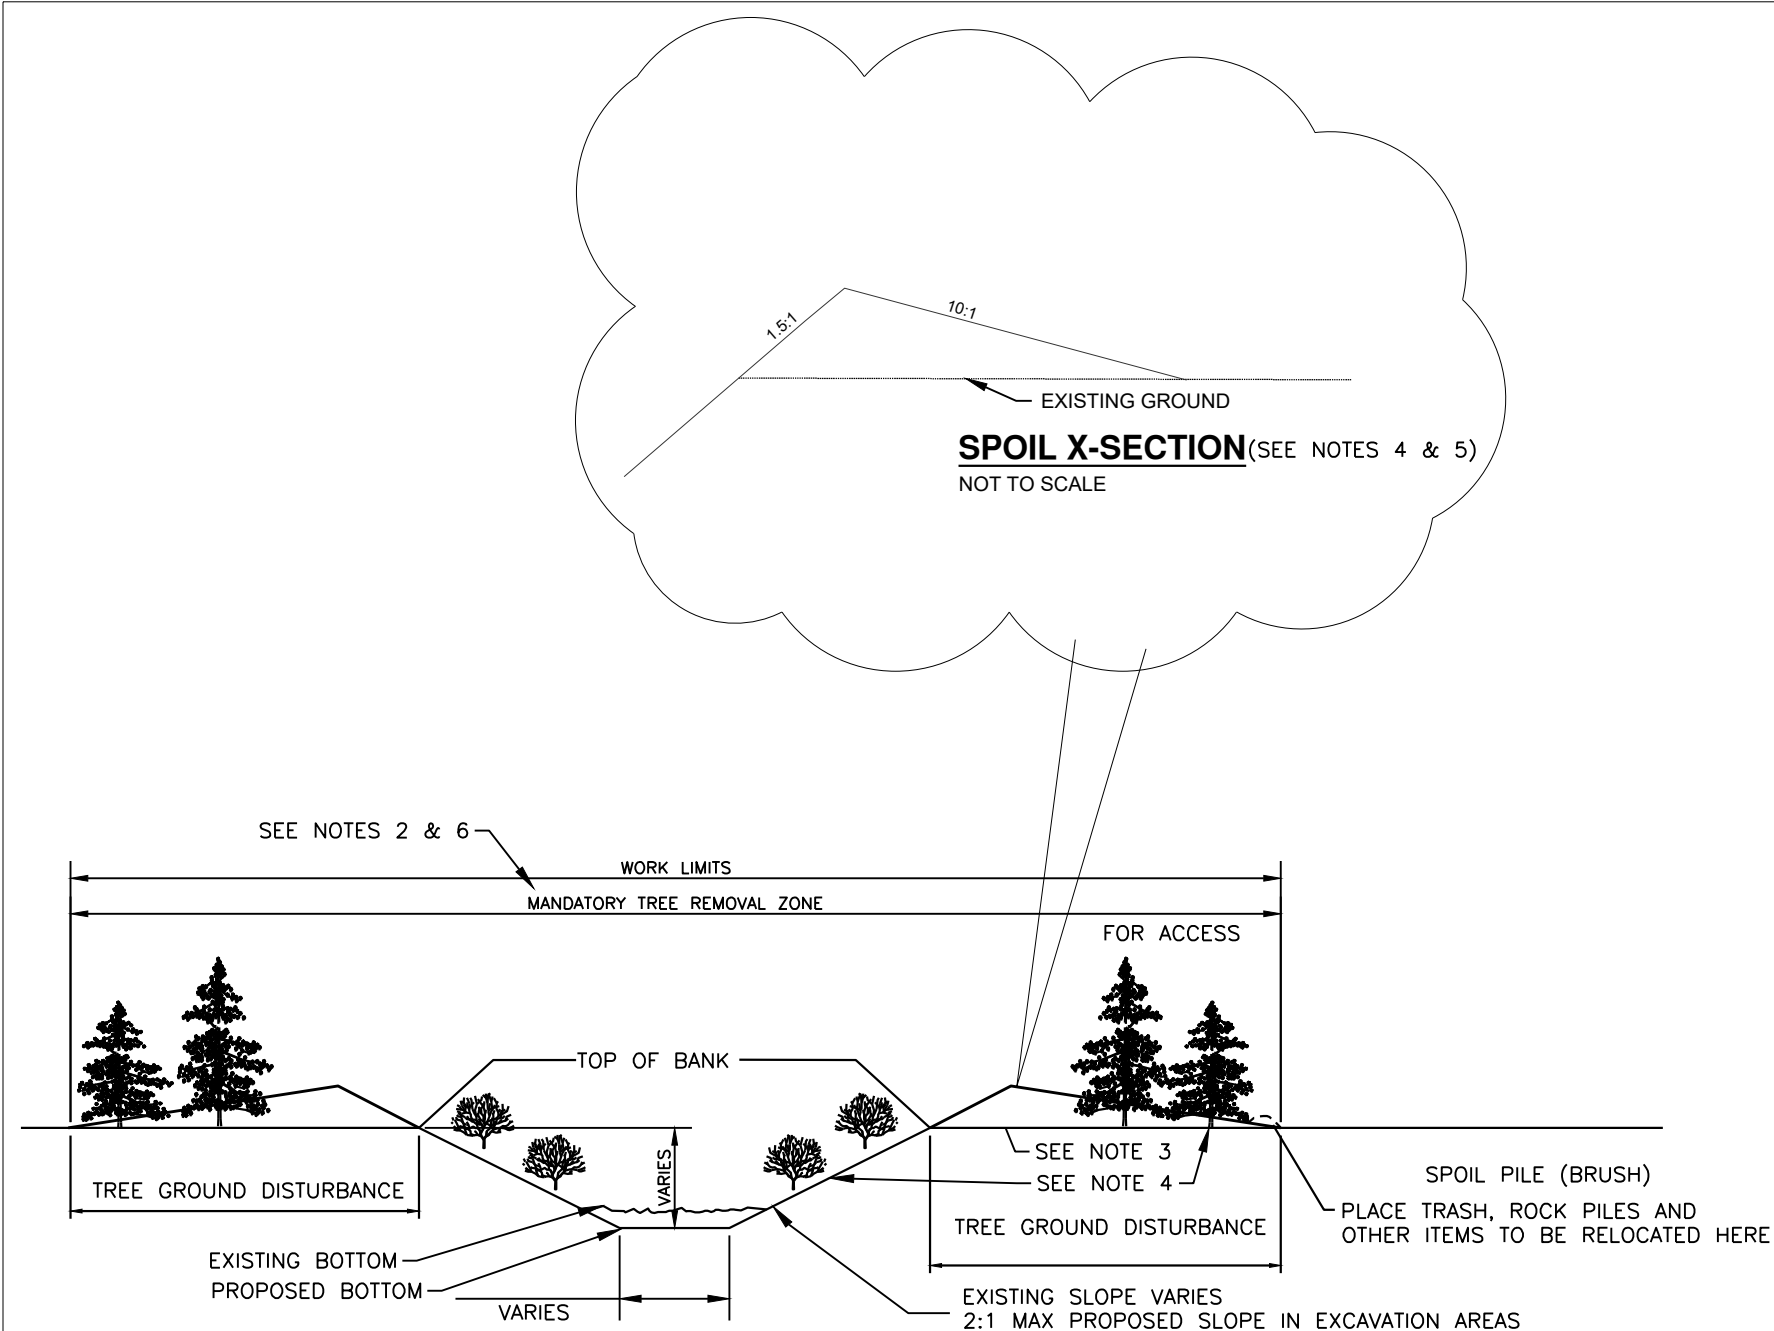 1.5:1
10:1
EXISTING GROUND
SPOIL X-SECTION (SEE NOTES 4 & 5)
NOT TO SCALE
SEE NOTES 2 & 6
WORK LIMITS
MANDATORY TREE REMOVAL ZONE
FOR ACCESS
TOP OF BANK
VARIES
SEE NOTE 3
SEE NOTE 4
TREE GROUND DISTURBANCE
TREE GROUND DISTURBANCE
SPOIL PILE (BRUSH)
PLACE TRASH, ROCK PILES AND
OTHER ITEMS TO BE RELOCATED HERE
EXISTING BOTTOM
PROPOSED BOTTOM
VARIES
EXISTING SLOPE VARIES
2:1 MAX PROPOSED SLOPE IN EXCAVATION AREAS